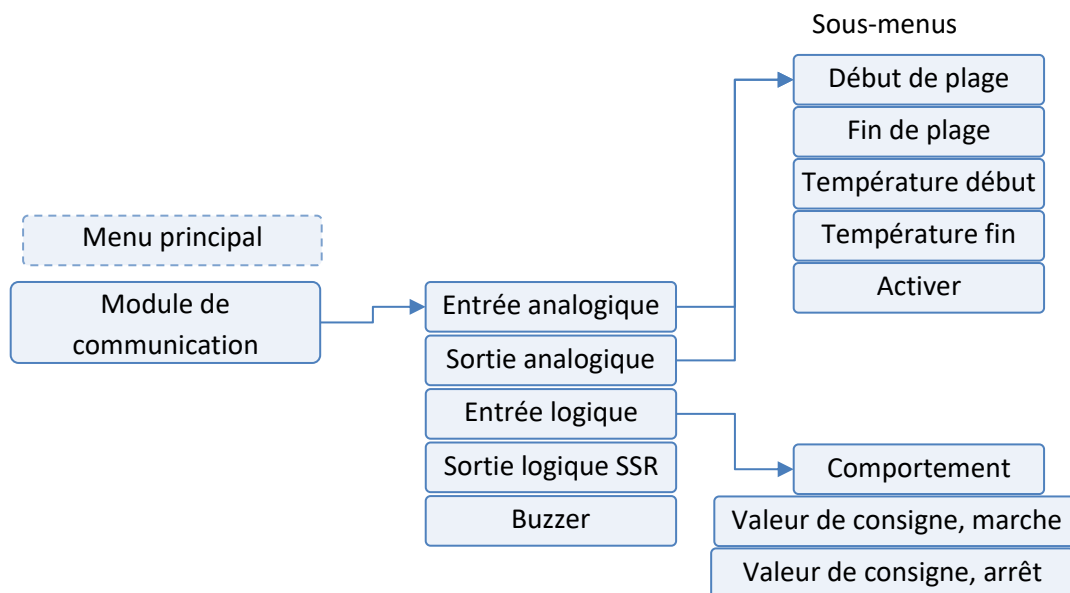 Sous-menus
Début de plage
Fin de plage
Température début
Température fin
Activer
Menu principal
Module de
communication
Entrée analogique
Sortie analogique
Entrée logique
Sortie logique SSR
Buzzer
Comportement
Valeur de consigne, marche
Valeur de consigne, arrêt